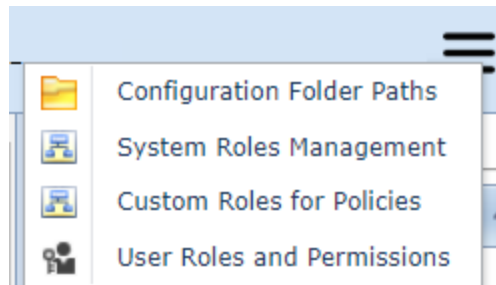 Configuration Folder Paths
System Roles Management
Custom Roles for Policies
User Roles and Permissions